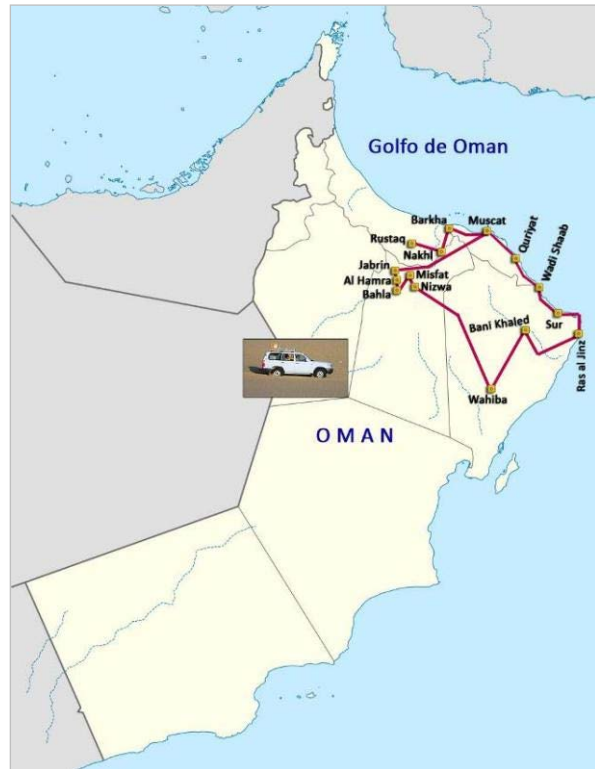 Golfo de Oman
Barkha
Muscat
Rustaq
Nakhl
Quriyat
Wadi Shaab
Jabrin
Misfat
Al Hamra
Nizwa
Bahla
Bani Khaled
Sur
Ras al Jinz
Wahiba
OMAN